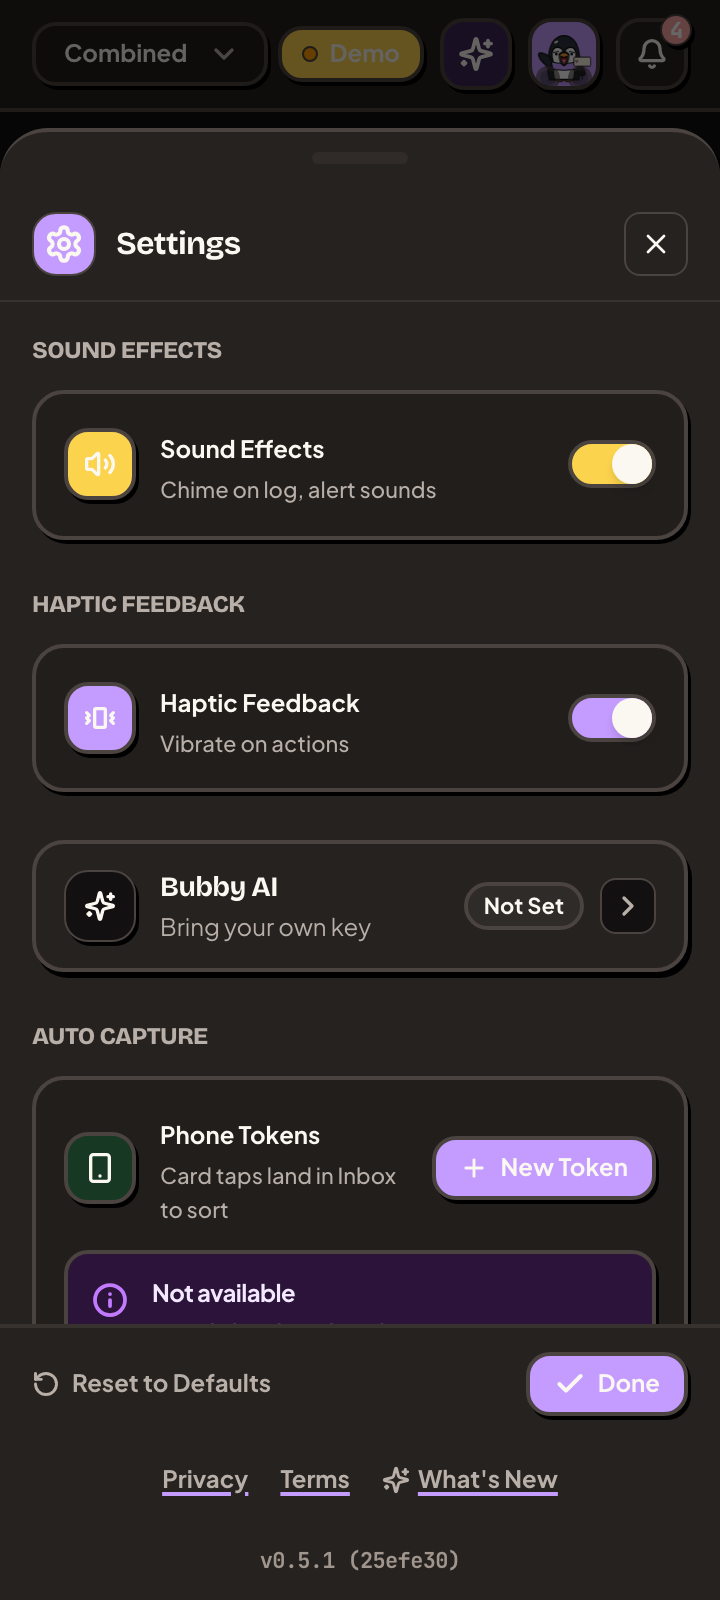 Combined
Demo
4
Settings
SOUND EFFECTS
Sound Effects
Chime on log, alert sounds
HAPTIC FEEDBACK
Haptic Feedback
Vibrate on actions
Bubby AI
Bring your own key
Not Set
AUTO CAPTURE
Phone Tokens
Card taps land in Inbox
to sort
New Token
Not available
Reset to Defaults
Done
Privacy
Terms
What's New
v0.5.1 (25efe30)